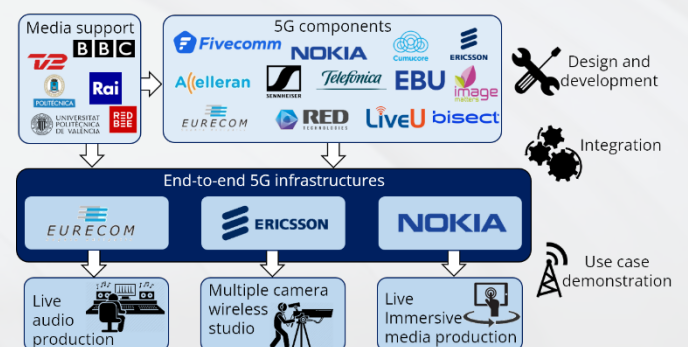 Media support
BBC
TV2
POLITÉCNICA
Rai
UNIVERSITAT
POLITÈCNICA
DE VALÈNCIA
RED
BEE
5G components
Fivecomm
NOKIA
Cumucore
ERICSSON
Accelleran
SENNHEISER
Telefónica
EBU
image
matters
EURECOM
RED
TECHNOLOGIES
LiveU
bisect
Design and
development
Integration
Use case
demonstration
End-to-end 5G infrastructures
EURECOM
ERICSSON
NOKIA
Live
audio
production
Multiple camera
wireless
studio
Live
Immersive
media production